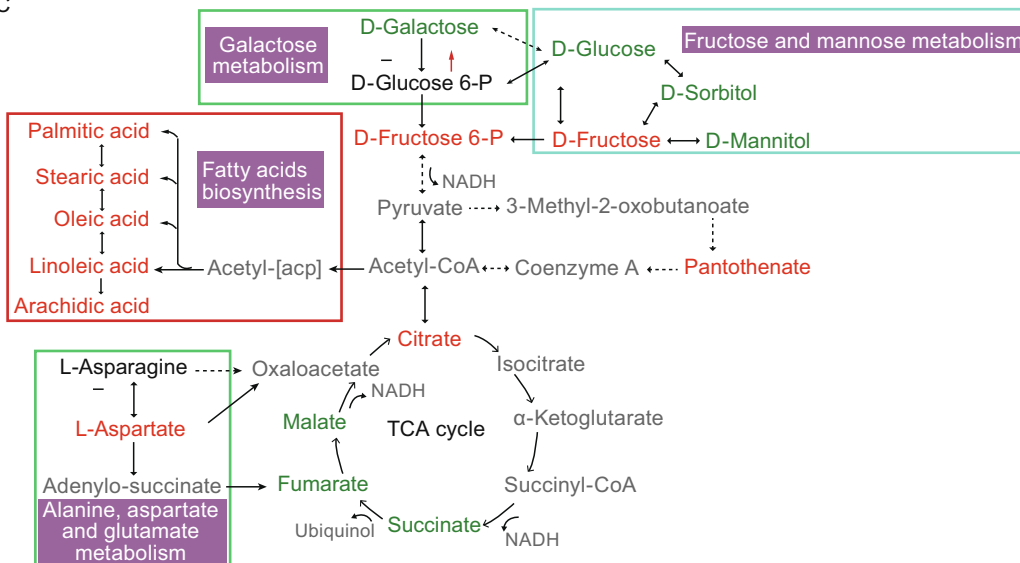 C
Galactose
metabolism
D-Galactose
–
D-Glucose 6-P
D-Glucose
Fructose and mannose metabolism
D-Sorbitol
D-Fructose 6-P
D-Fructose
D-Mannitol
Palmitic acid
Stearic acid
Oleic acid
Linoleic acid
Arachidic acid
Fatty acids
biosynthesis
NADH
Pyruvate
3-Methyl-2-oxobutanoate
Acetyl-[acp]
Acetyl-CoA
Coenzyme A
Pantothenate
Citrate
L-Asparagine
–
Oxaloacetate
Isocitrate
NADH
L-Aspartate
Malate
TCA cycle
α-Ketoglutarate
Adenylo-succinate
Fumarate
Succinyl-CoA
Alanine, aspartate
and glutamate
metabolism
Ubiquinol
Succinate
NADH